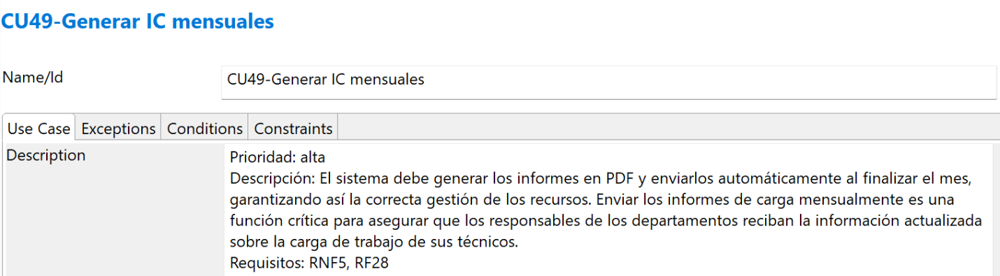 CU49-Generar IC mensuales
Name/Id
CU49-Generar IC mensuales
Use Case
Exceptions
Conditions
Constraints
Description
Prioridad: alta
Descripción: El sistema debe generar los informes en PDF y enviarlos automáticamente al finalizar el mes,
garantizando así la correcta gestión de los recursos. Enviar los informes de carga mensualmente es una
función crítica para asegurar que los responsables de los departamentos reciban la información actualizada
sobre la carga de trabajo de sus técnicos.
Requisitos: RNF5, RF28